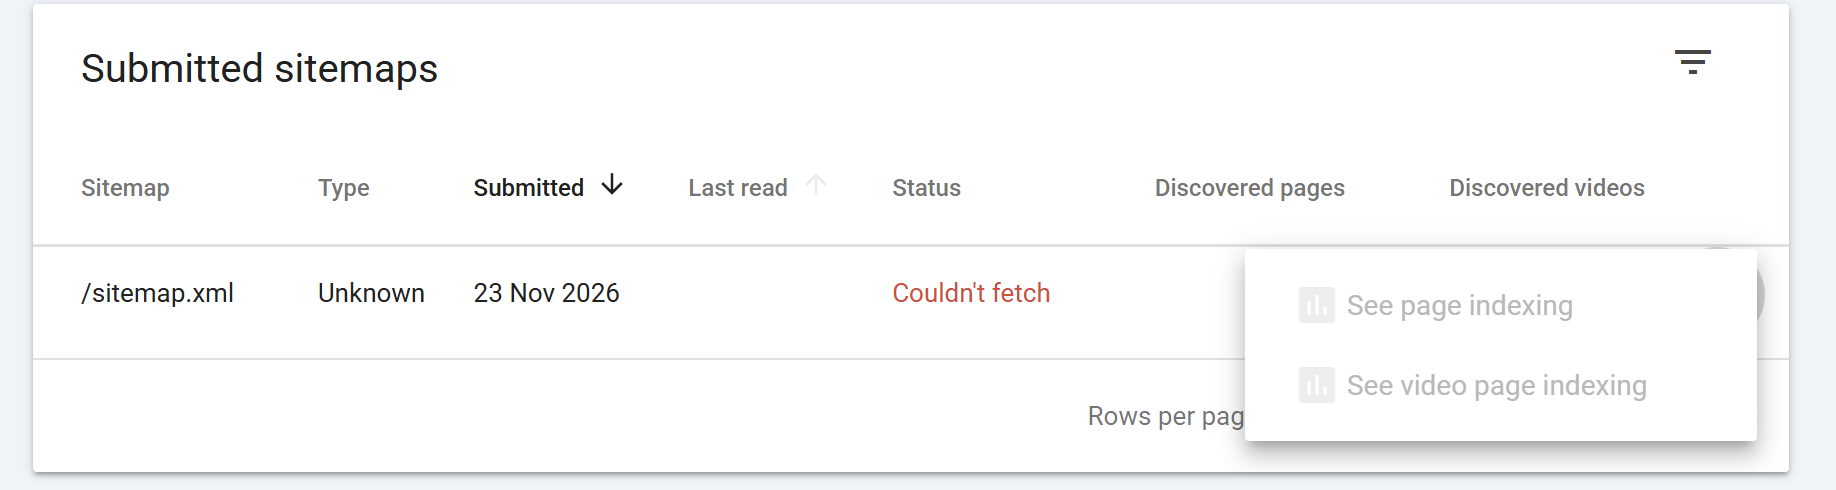 Submitted sitemaps
Sitemap Type Submitted Last read Status Discovered pages Discovered videos
/sitemap.xml Unknown 23 Nov 2026 Couldn't fetch
See page indexing
See video page indexing
Rows per pag